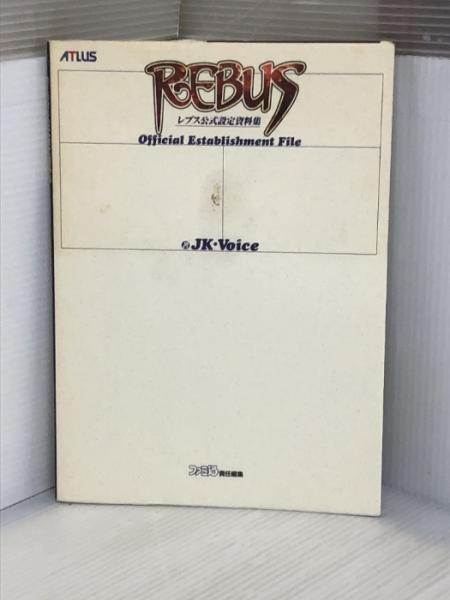 ATLUS
REBUS
レブス公式設定資料集
Official Establishment File
JK・Voice
ファミ通 責任編集